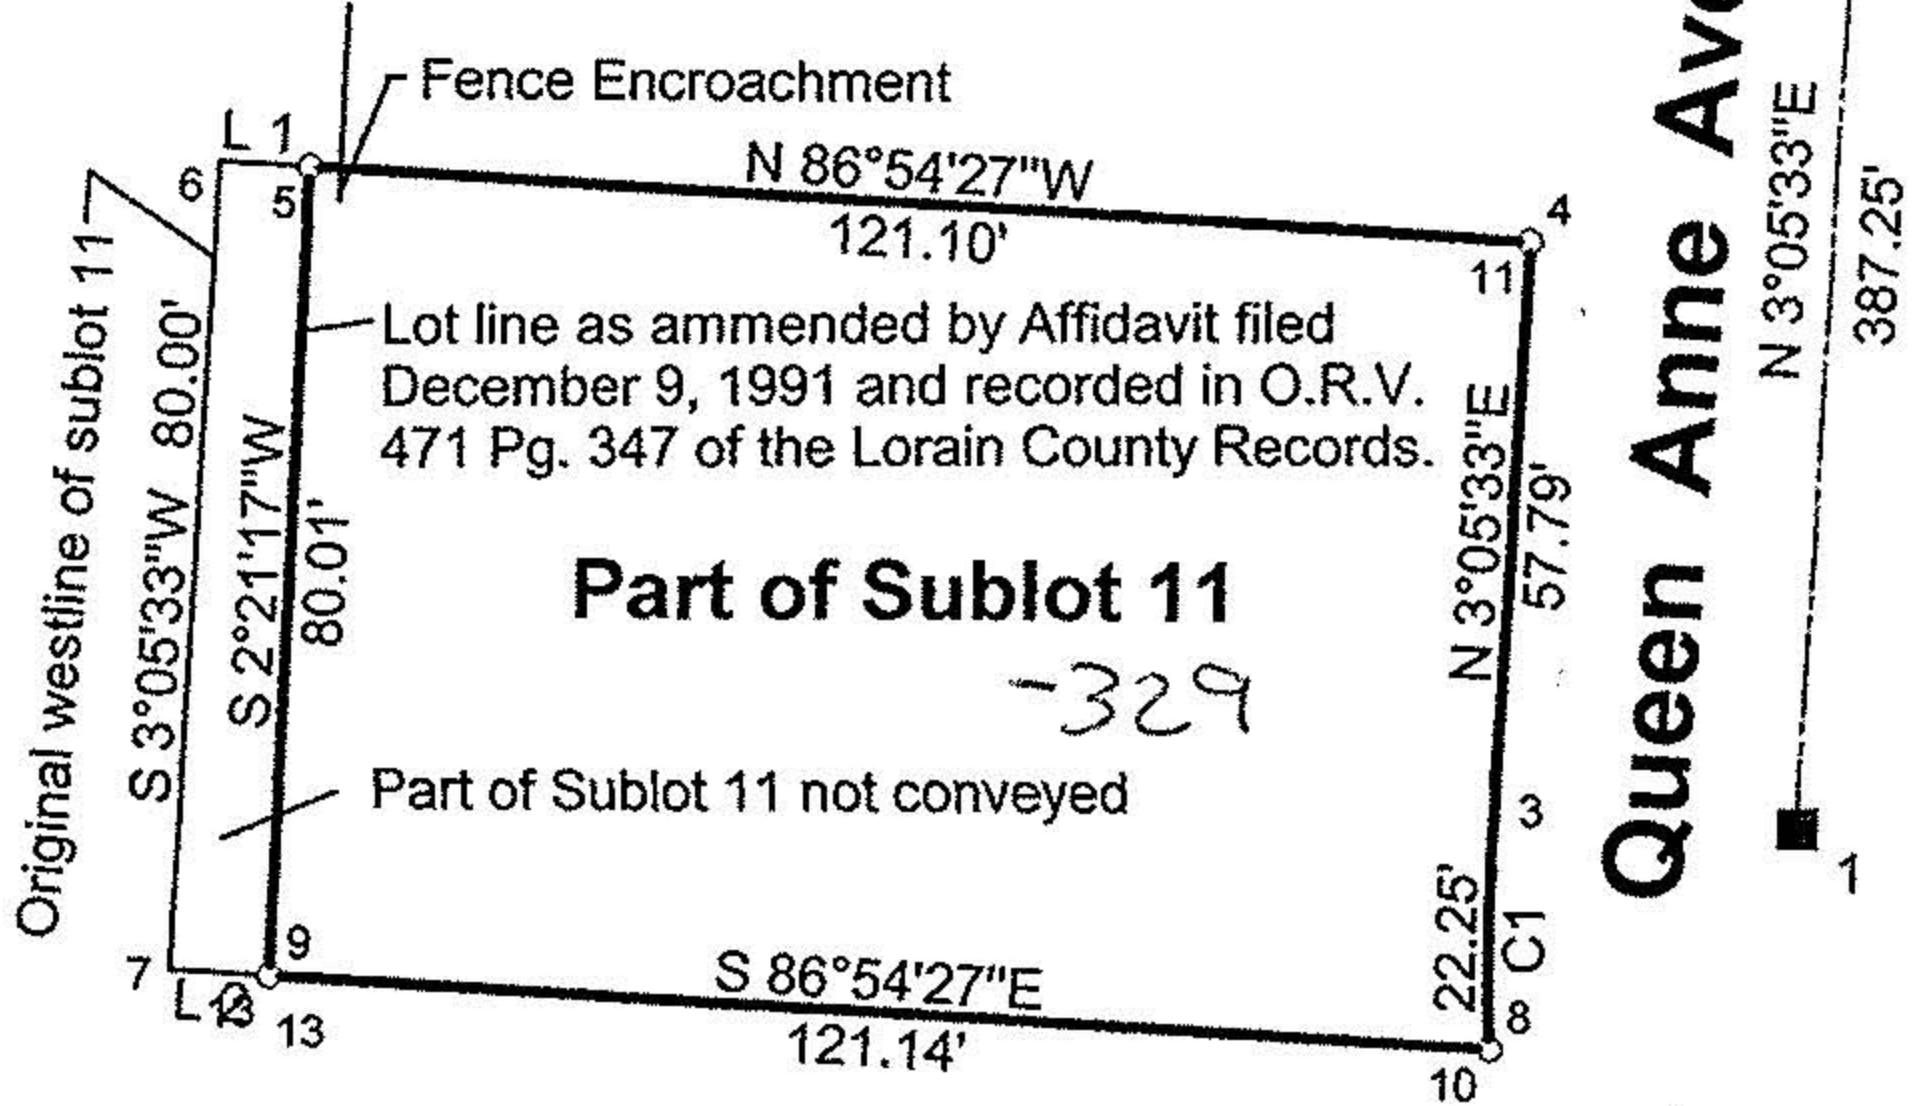 Fence Encroachment
L 1
6
5
N 86°54'27"W
121.10'
4
11
Original westline of sublot 11
S 3°05'33"W 80.00'
S 2°21'17"W
80.01'
Lot line as ammended by Affidavit filed
December 9, 1991 and recorded in O.R.V.
471 Pg. 347 of the Lorain County Records.
Part of Sublot 11
-329
Part of Sublot 11 not conveyed
N 3°05'33"E
57.79'
3
22.25'
C1
8
10
7
9
13
S 86°54'27"E
121.14'
Queen Anne
N 3°05'33"E
387.25'
1